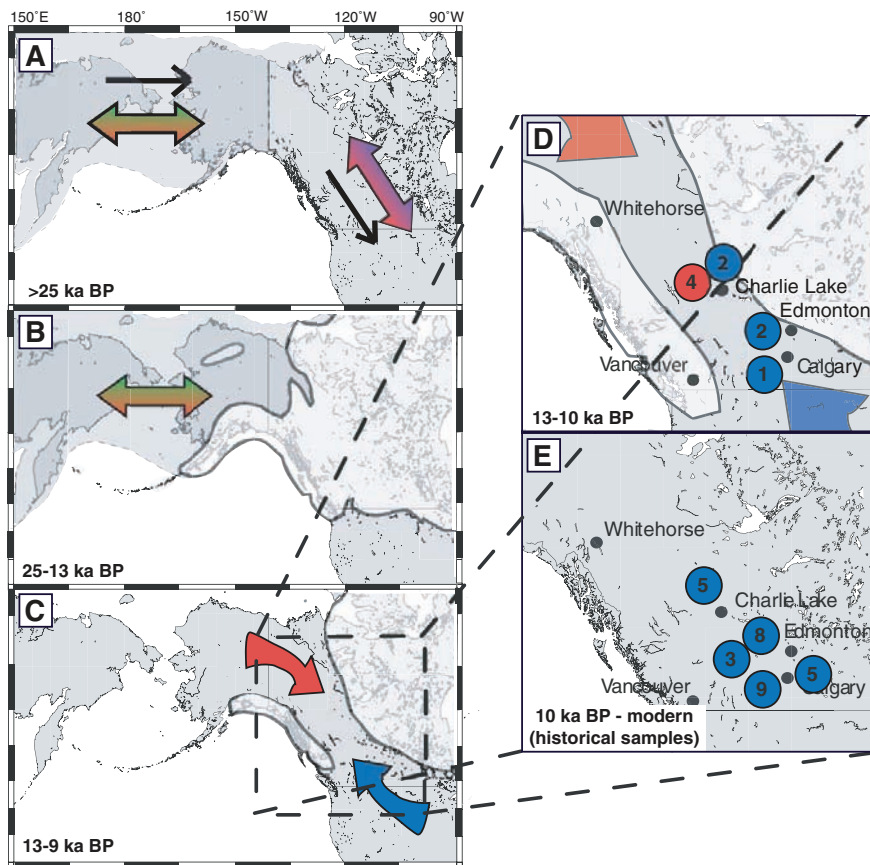 150˚E 180˚ 150˚W 120˚W 90˚W
A
>25 ka BP
B
25-13 ka BP
C
13-9 ka BP
D
Whitehorse
2
4
Charlie Lake
Edmonton
2
Vancouver
1
Calgary
13-10 ka BP
E
Whitehorse
5
Charlie Lake
8
Edmonton
3
5
Vancouver
9
Calgary
10 ka BP - modern
(historical samples)